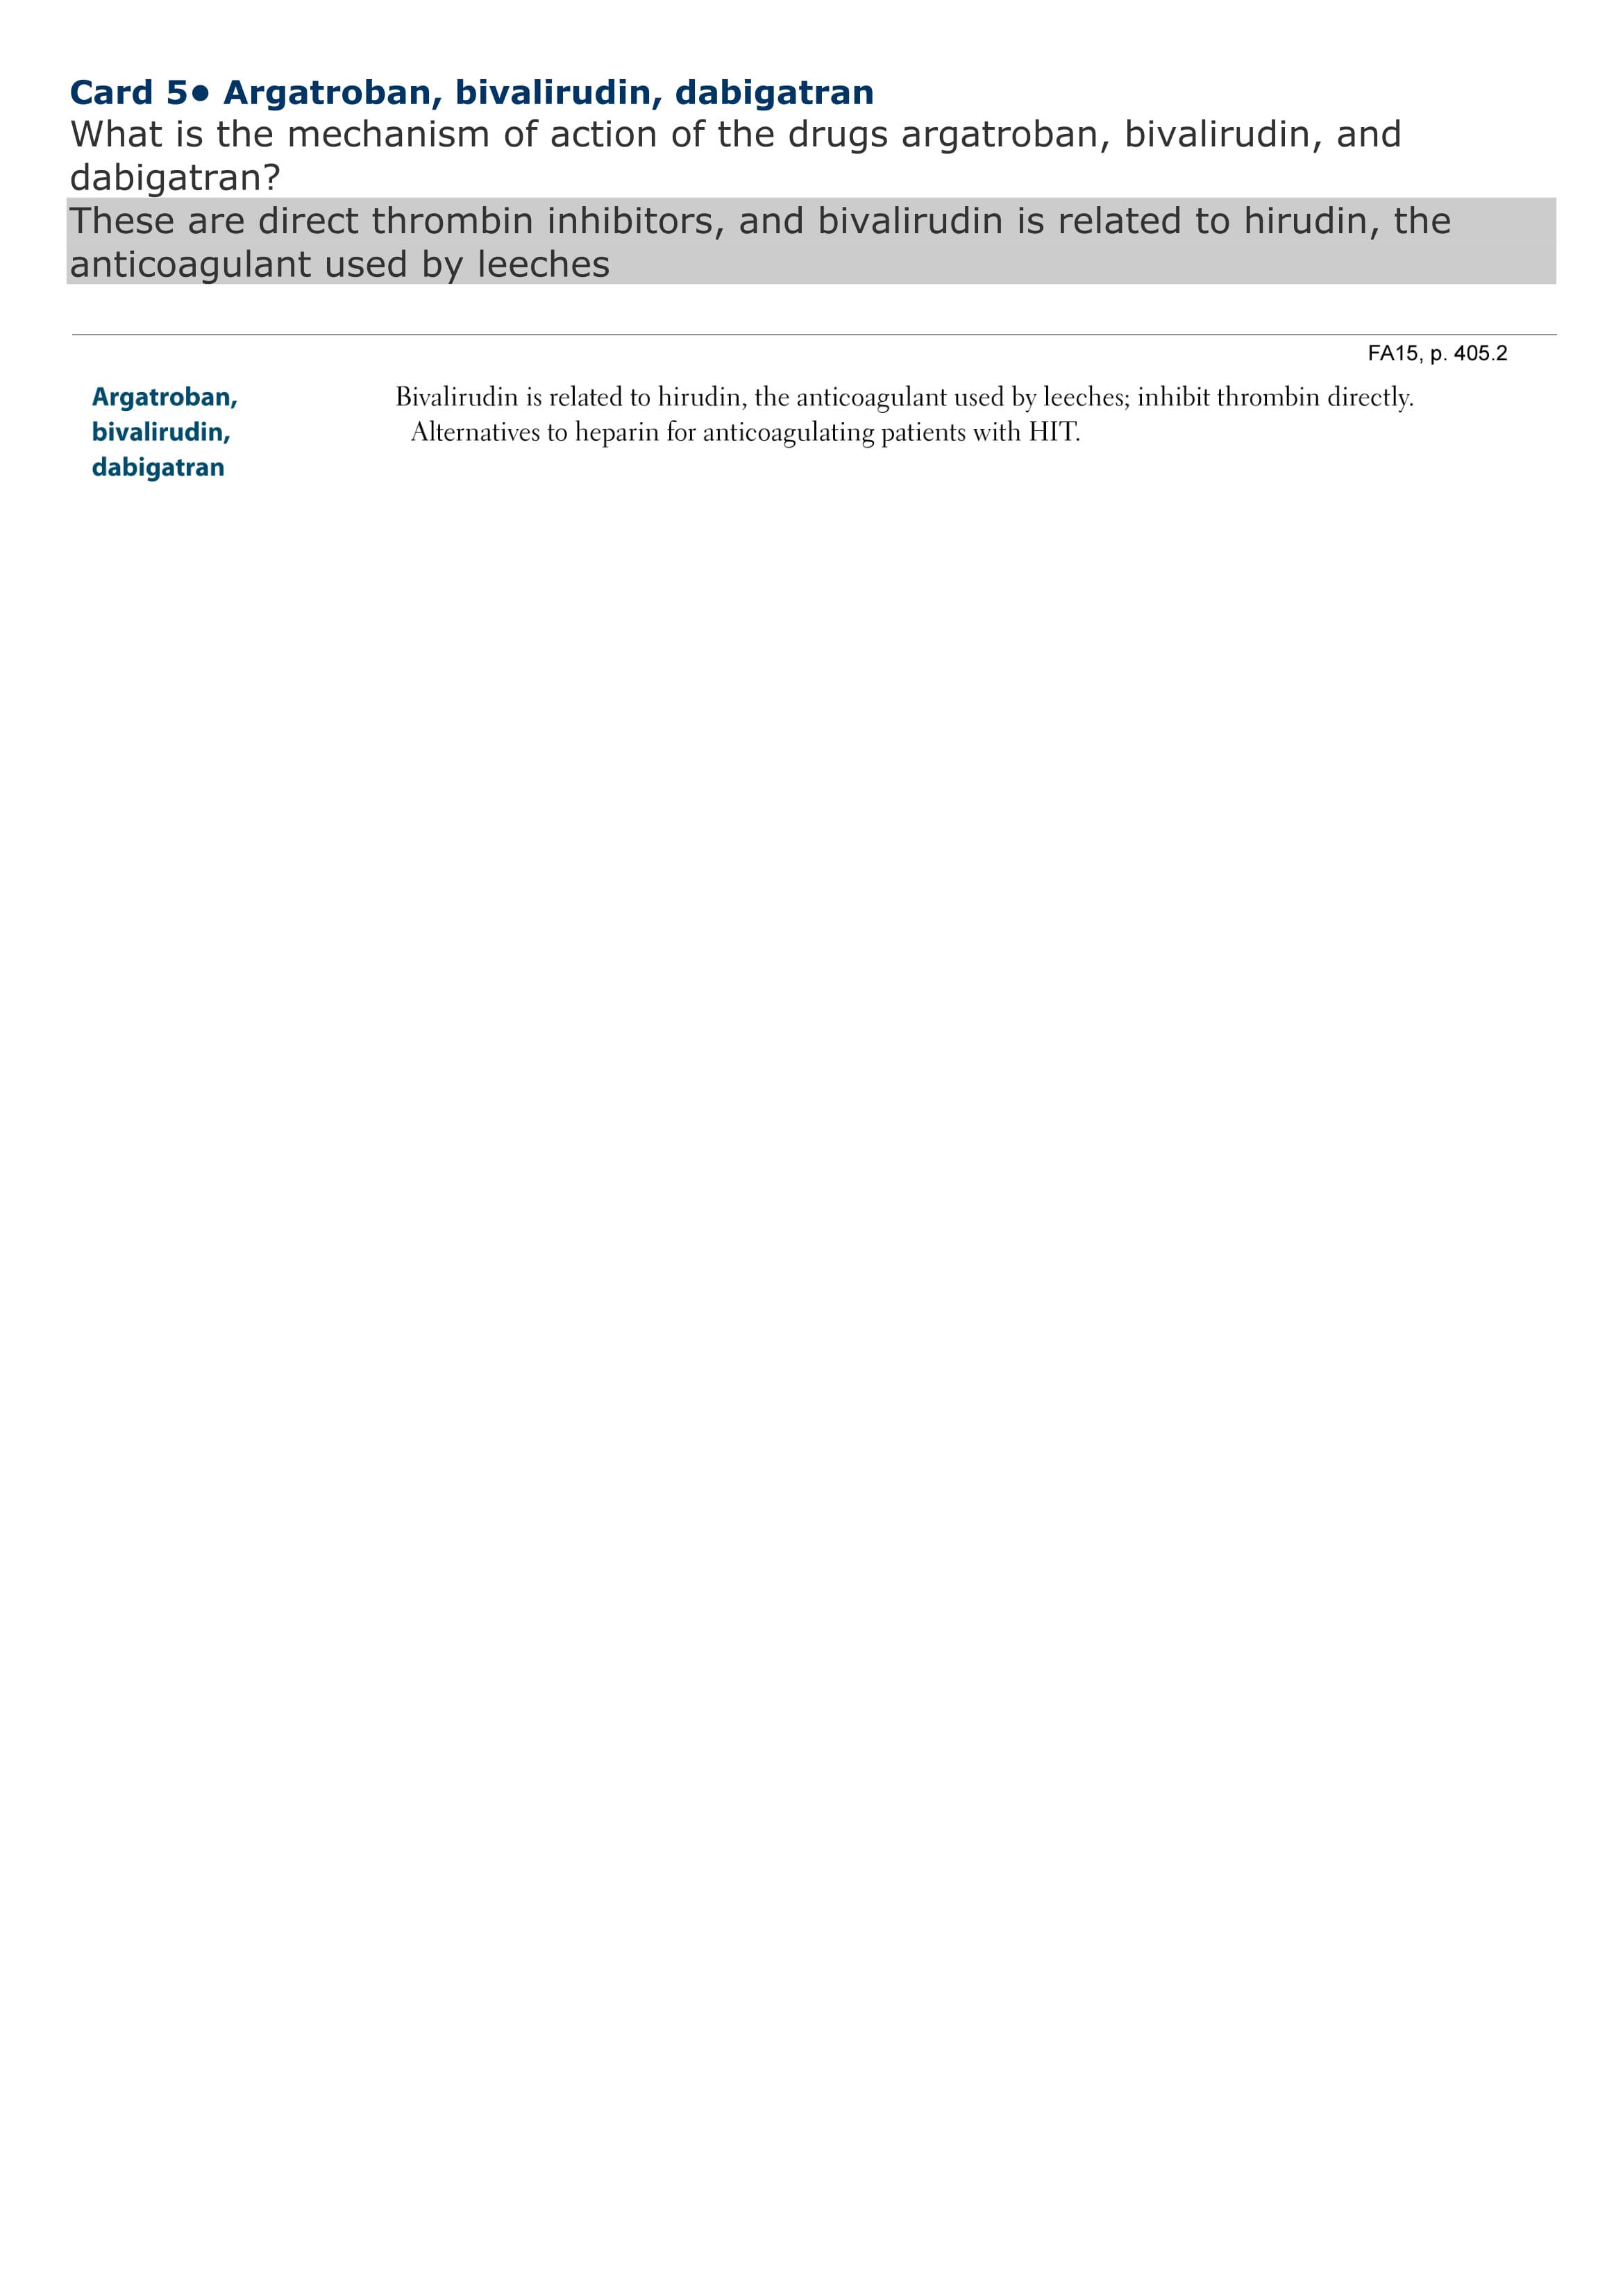 Card 5● Argatroban, bivalirudin, dabigatran
What is the mechanism of action of the drugs argatroban, bivalirudin, and
dabigatran?
These are direct thrombin inhibitors, and bivalirudin is related to hirudin, the
anticoagulant used by leeches
FA15, p. 405.2
Argatroban,
bivalirudin,
dabigatran
Bivalirudin is related to hirudin, the anticoagulant used by leeches; inhibit thrombin directly.
Alternatives to heparin for anticoagulating patients with HIT.